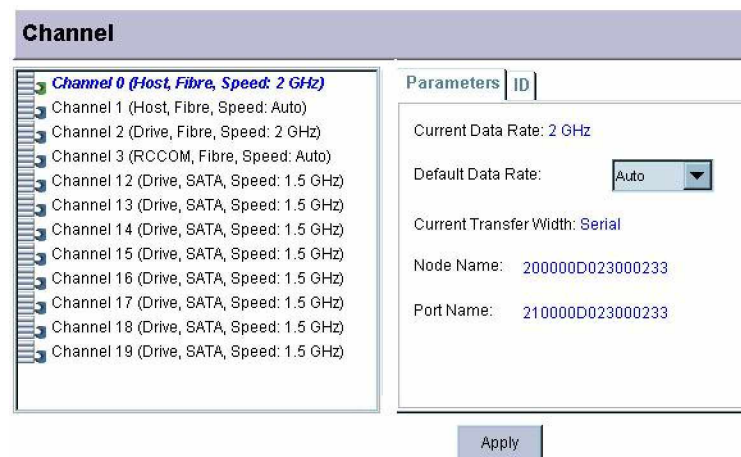 Channel
Channel 0 (Host, Fibre, Speed: 2 GHz)
Channel 1 (Host, Fibre, Speed: Auto)
Channel 2 (Drive, Fibre, Speed: 2 GHz)
Channel 3 (RCCOM, Fibre, Speed: Auto)
Channel 12 (Drive, SATA, Speed: 1.5 GHz)
Channel 13 (Drive, SATA, Speed: 1.5 GHz)
Channel 14 (Drive, SATA, Speed: 1.5 GHz)
Channel 15 (Drive, SATA, Speed: 1.5 GHz)
Channel 16 (Drive, SATA, Speed: 1.5 GHz)
Channel 17 (Drive, SATA, Speed: 1.5 GHz)
Channel 18 (Drive, SATA, Speed: 1.5 GHz)
Channel 19 (Drive, SATA, Speed: 1.5 GHz)
Parameters ID
Current Data Rate: 2 GHz
Default Data Rate: Auto
Current Transfer Width: Serial
Node Name: 200000D023000233
Port Name: 210000D023000233
Apply